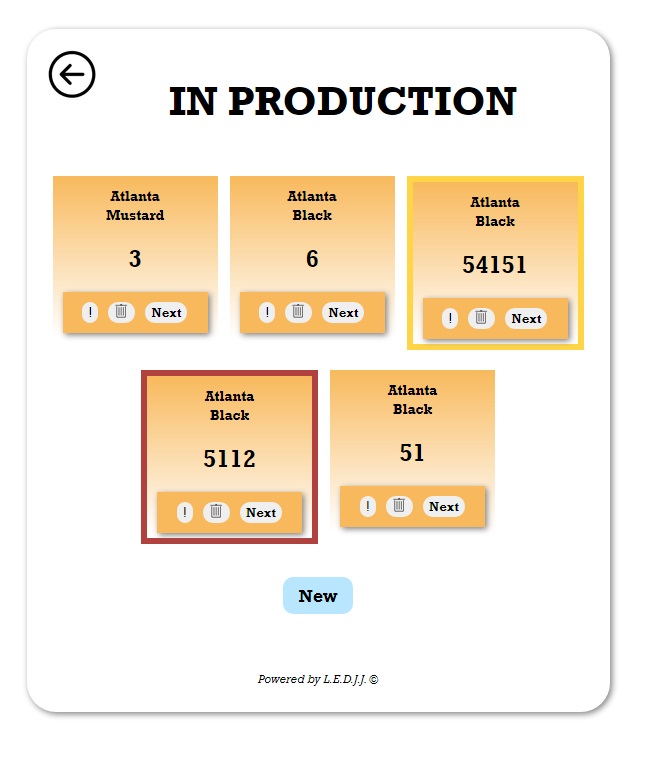 IN PRODUCTION
Atlanta
Mustard
3
! Next
Atlanta
Black
6
! Next
Atlanta
Black
54151
! Next
Atlanta
Black
5112
! Next
Atlanta
Black
51
! Next
New
Powered by L.E.D.J.J. ©